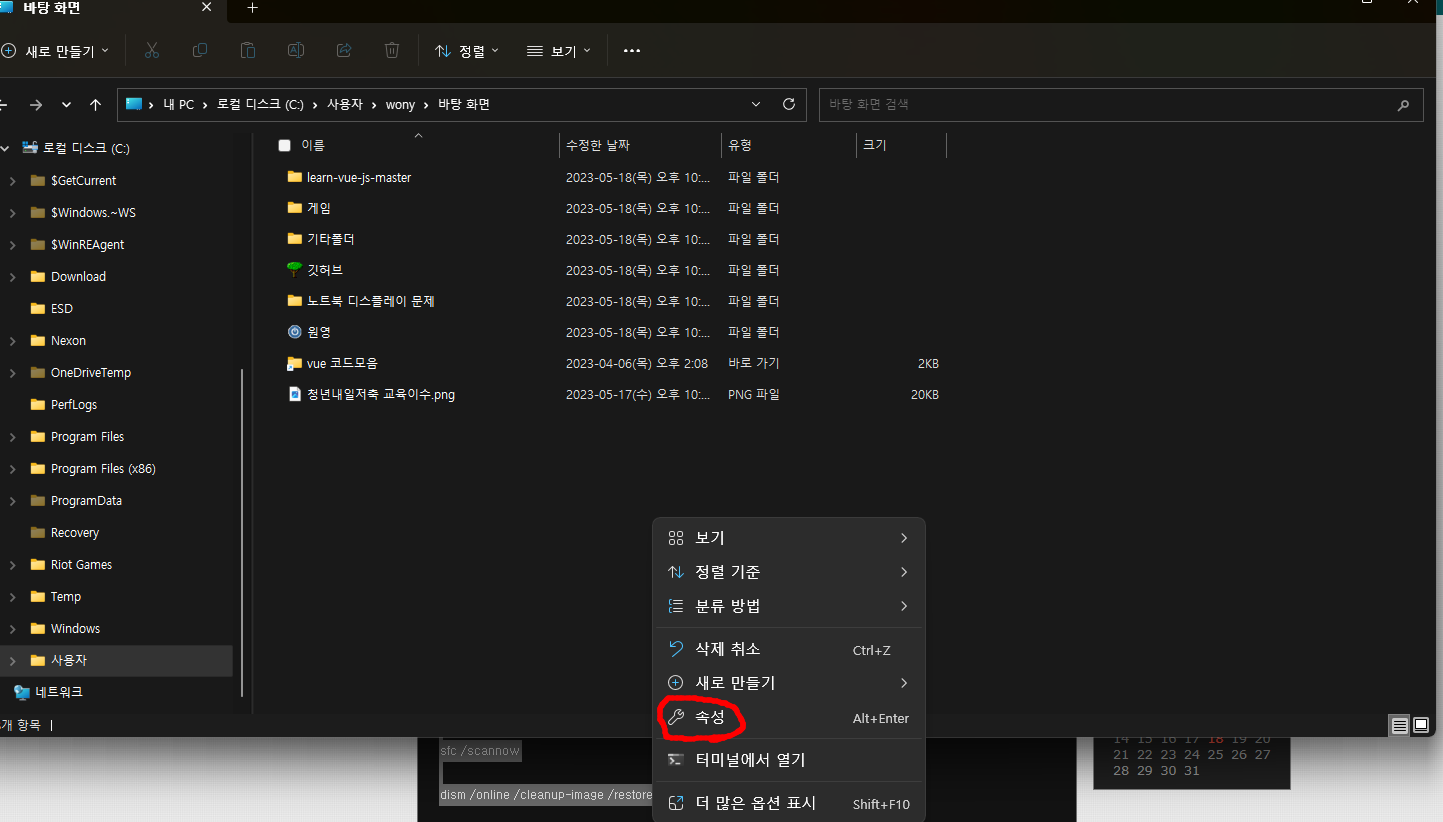 바탕 화면
새로 만들기 정렬 보기
내 PC > 로컬 디스크 (C:) > 사용자 > wony > 바탕 화면
바탕 화면 검색
로컬 디스크 (C:)
$GetCurrent
$Windows.~WS
$WinREAgent
Download
ESD
Nexon
OneDriveTemp
PerfLogs
Program Files
Program Files (x86)
ProgramData
Recovery
Riot Games
Temp
Windows
사용자
네트워크
개 항목
이름 수정한 날짜 유형 크기
learn-vue-js-master 2023-05-18(목) 오후 10:... 파일 폴더
게임 2023-05-18(목) 오후 10:... 파일 폴더
기타폴더 2023-05-18(목) 오후 10:... 파일 폴더
깃허브 2023-05-18(목) 오후 10:... 파일 폴더
노트북 디스플레이 문제 2023-05-18(목) 오후 10:... 파일 폴더
원영 2023-05-18(목) 오후 10:... 파일 폴더
vue 코드모음 2023-04-06(목) 오후 2:08 바로 가기 2KB
청년내일저축 교육이수.png 2023-05-17(수) 오후 10:... PNG 파일 20KB
보기
정렬 기준
분류 방법
삭제 취소 Ctrl+Z
새로 만들기
속성 Alt+Enter
터미널에서 열기
더 많은 옵션 표시 Shift+F10
sfc /scannow
dism /online /cleanup-image /restore
14 15 16 17 18 19 20
21 22 23 24 25 26 27
28 29 30 31